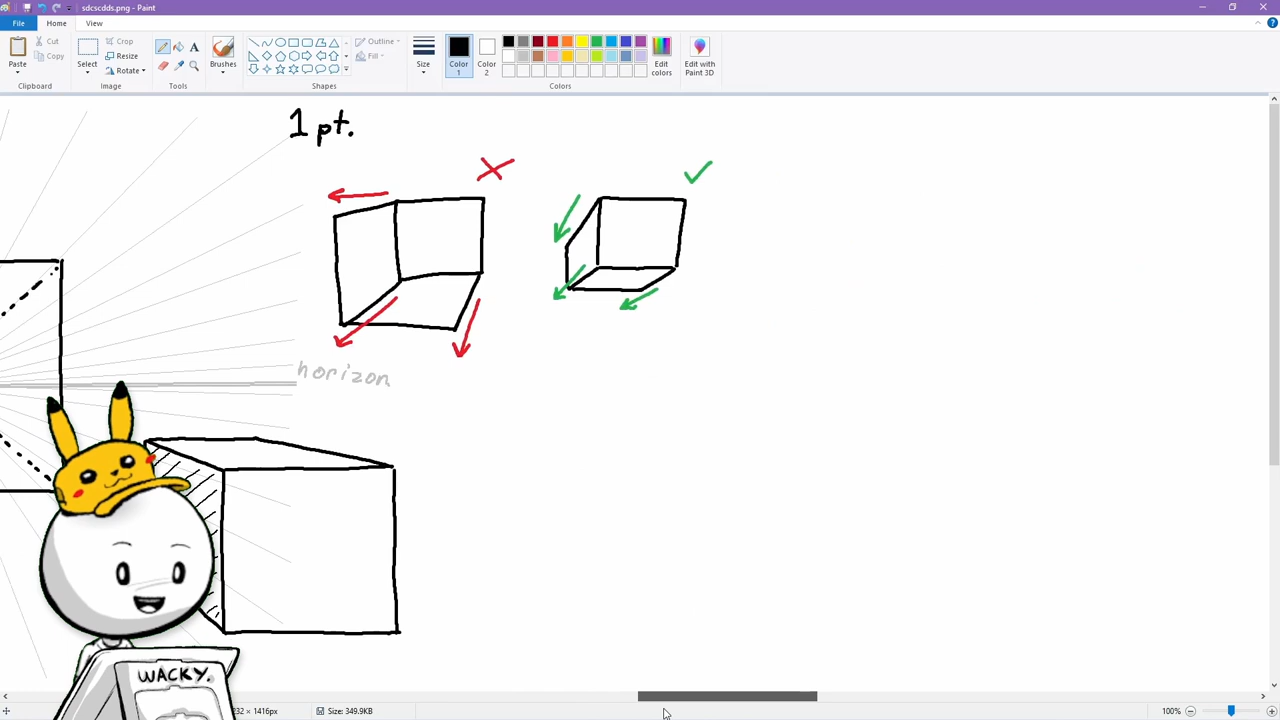 sdcscdds.png - Paint
File Home View
Paste
Cut
Copy
Clipboard
Select
Crop
Resize
Rotate
Image
A
Tools
Brushes
Outline
Fill
Shapes
Size
Color 1
Color 2
Edit colors
Colors
Edit with Paint 3D
1 pt.
horizon
WACKY.
32 × 1416px
Size: 349.9KB
100%